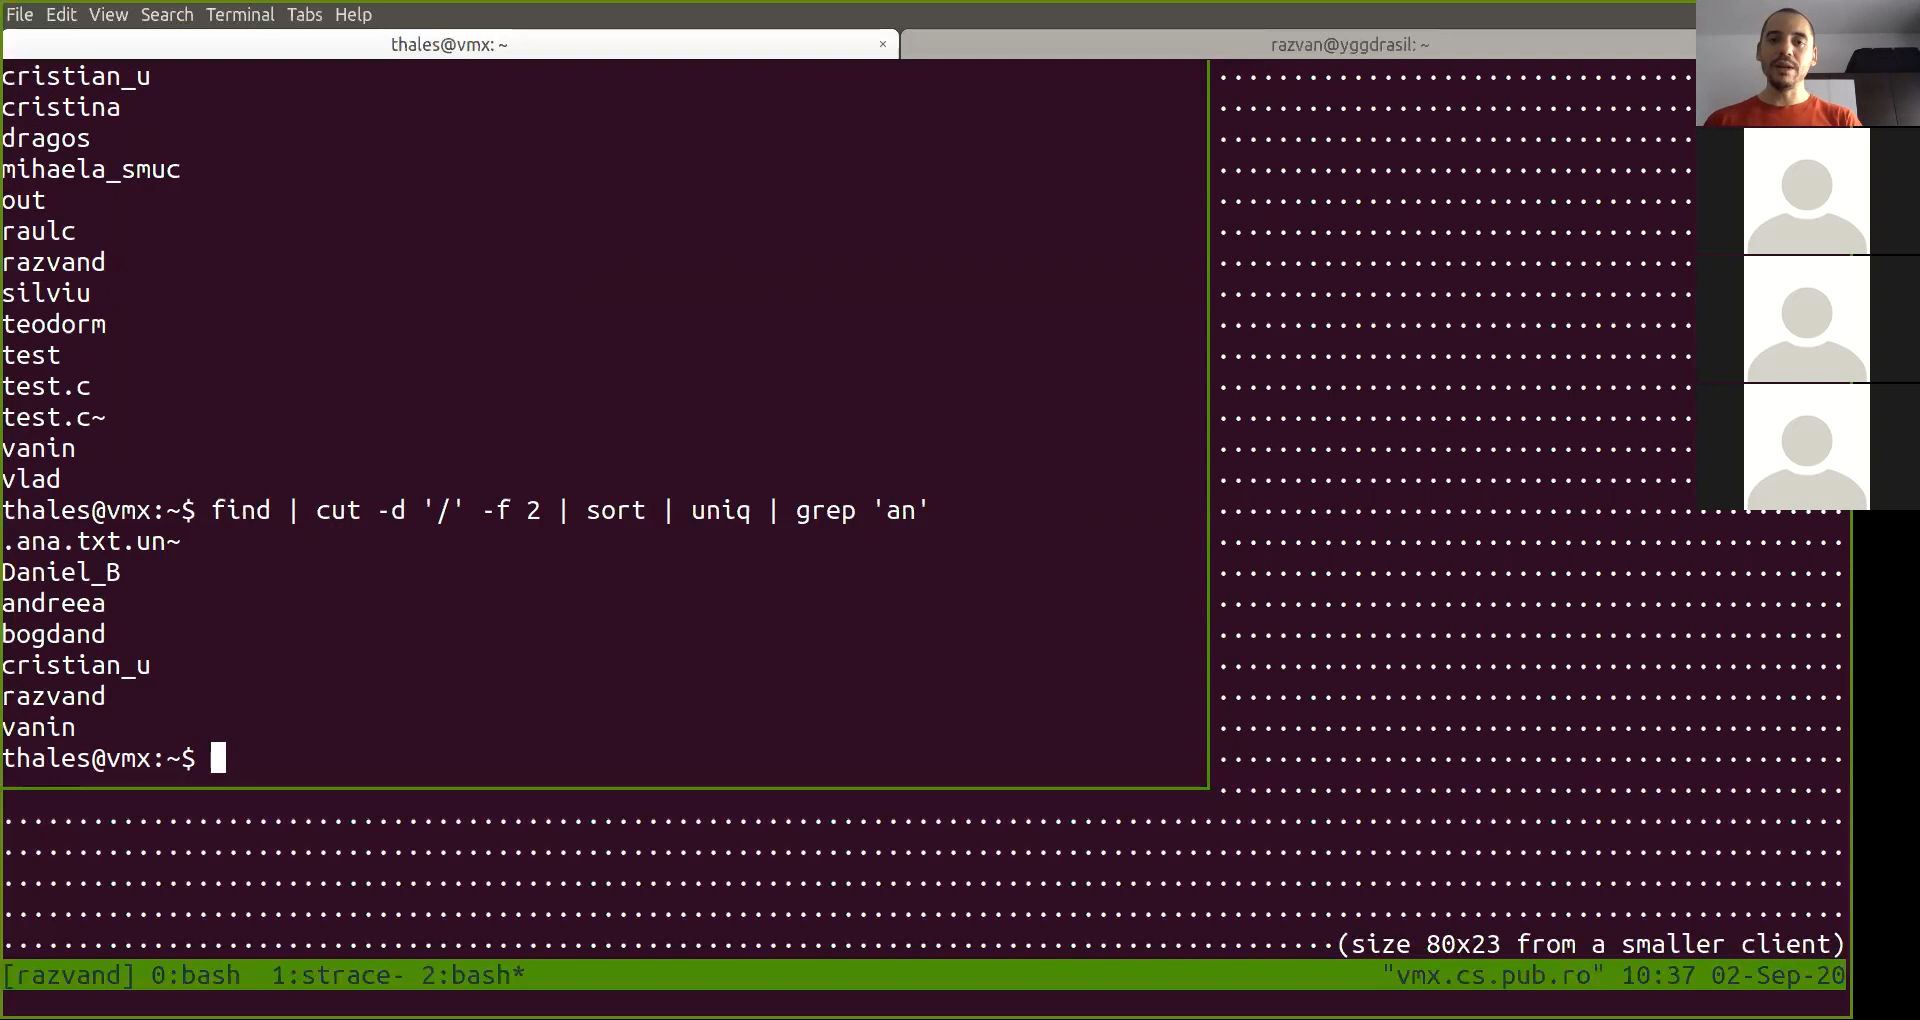 File Edit View Search Terminal Tabs Help
thales@vmx: ~ × razvan@yggdrasil: ~
cristian_u
cristina
dragos
mihaela_smuc
out
raulc
razvand
silviu
teodorm
test
test.c
test.c~
vanin
vlad
thales@vmx:~$ find | cut -d '/' -f 2 | sort | uniq | grep 'an'
.ana.txt.un~
Daniel_B
andreea
bogdand
cristian_u
razvand
vanin
thales@vmx:~$
(size 80x23 from a smaller client)
[razvand] 0:bash  1:strace- 2:bash* "vmx.cs.pub.ro" 10:37 02-Sep-20